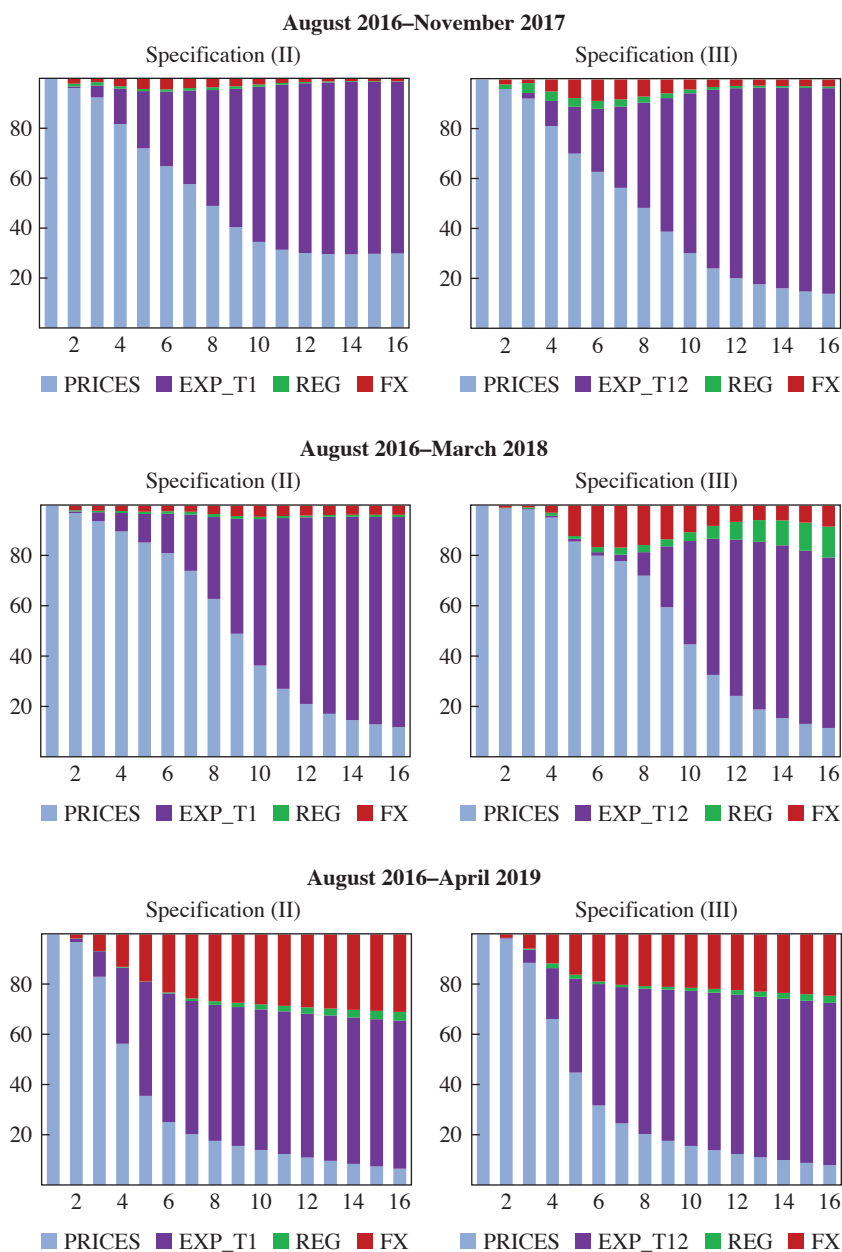 August 2016–November 2017
Specification (II)
Specification (III)
80
60
40
20
2 4 6 8 10 12 14 16
PRICES EXP_T1 REG FX
80
60
40
20
2 4 6 8 10 12 14 16
PRICES EXP_T12 REG FX
August 2016–March 2018
Specification (II)
Specification (III)
80
60
40
20
2 4 6 8 10 12 14 16
PRICES EXP_T1 REG FX
80
60
40
20
2 4 6 8 10 12 14 16
PRICES EXP_T12 REG FX
August 2016–April 2019
Specification (II)
Specification (III)
80
60
40
20
2 4 6 8 10 12 14 16
PRICES EXP_T1 REG FX
80
60
40
20
2 4 6 8 10 12 14 16
PRICES EXP_T12 REG FX